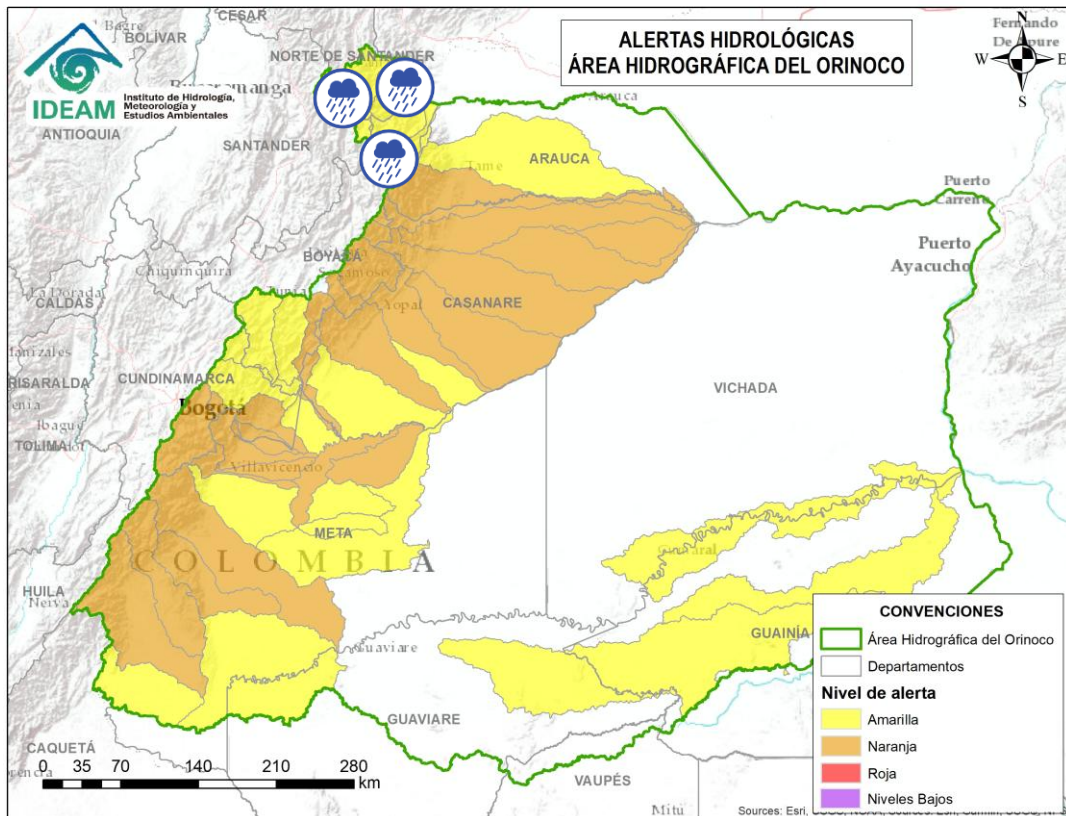 ALERTAS HIDROLÓGICAS
ÁREA HIDROGRÁFICA DEL ORINOCO
IDEAM
Instituto de Hidrología,
Meteorología y
Estudios Ambientales
N
W E
S
CESAR
BOLÍVAR
NORTE DE SANTANDER
Fernando
De Apure
ANTIOQUIA
SANTANDER
Arauca
ARAUCA
Tame
Puerto
Carreño
Puerto
Ayacucho
BOYACÁ
Chiquinquira
La Dorada
CALDAS
Yopal
CASANARE
RISARALDA
CUNDINAMARCA
Bogotá
VICHADA
Ibagué
TOLIMA
Villavicencio
META
COLOMBIA
HUILA
Neiva
Guaviare
GUAINÍA
GUAVIARE
CAQUETÁ
VAUPÉS
Mitú
0 35 70 140 210 280
km
CONVENCIONES
Área Hidrográfica del Orinoco
Departamentos
Nivel de alerta
Amarilla
Naranja
Roja
Niveles Bajos
Sources: Esri,